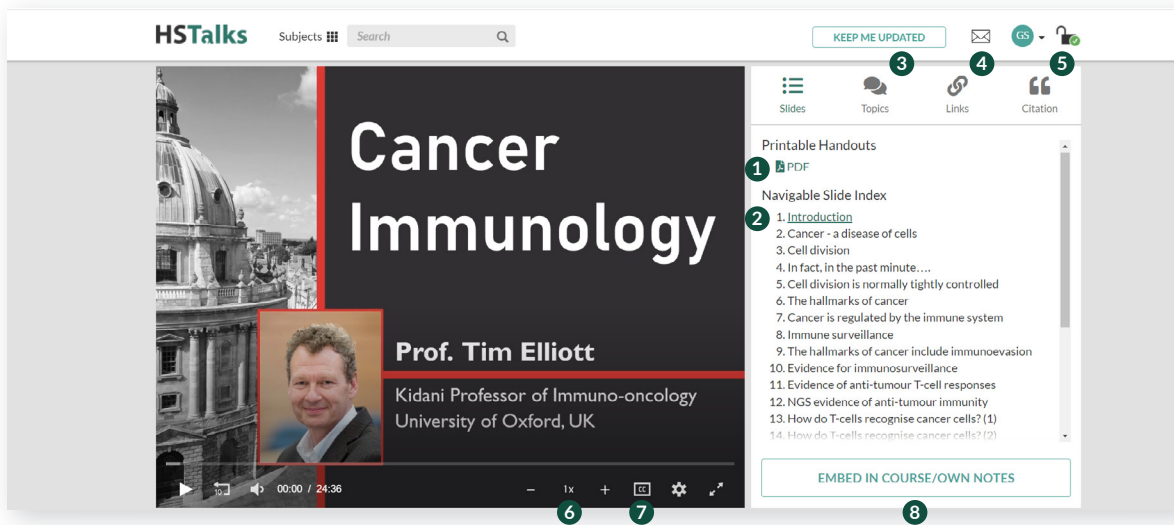 HSTalks
Subjects
Search
KEEP ME UPDATED
GS
3
4
5
Cancer
Immunology
Prof. Tim Elliott
Kidani Professor of Immuno-oncology
University of Oxford, UK
10
00:00 / 24:36
− 1x + CC
6
7
Slides
Topics
Links
Citation
Printable Handouts
1
PDF
Navigable Slide Index
2
1. Introduction
2. Cancer - a disease of cells
3. Cell division
4. In fact, in the past minute….
5. Cell division is normally tightly controlled
6. The hallmarks of cancer
7. Cancer is regulated by the immune system
8. Immune surveillance
9. The hallmarks of cancer include immunoevasion
10. Evidence for immunosurveillance
11. Evidence of anti-tumour T-cell responses
12. NGS evidence of anti-tumour immunity
13. How do T-cells recognise cancer cells? (1)
14. How do T-cells recognise cancer cells? (2)
EMBED IN COURSE/OWN NOTES
8